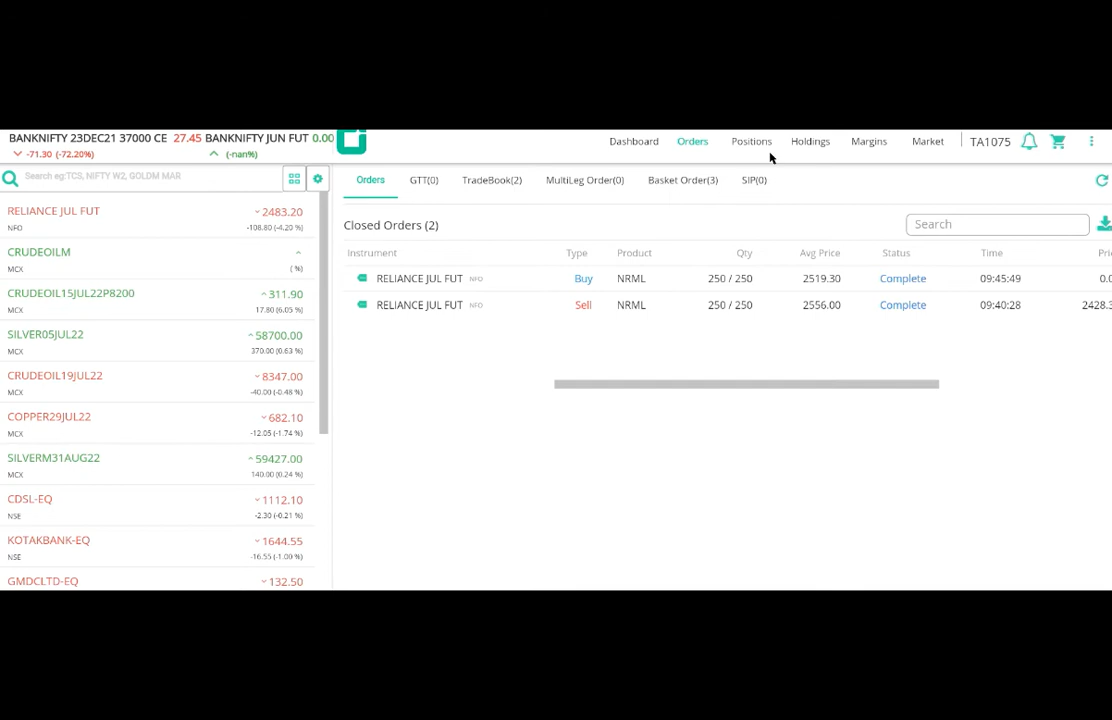 BANKNIFTY 23DEC21 37000 CE 27.45 BANKNIFTY JUN FUT 0.00
-71.30 (-72.20%) (-nan%)
Dashboard Orders Positions Holdings Margins Market TA1075
Search eg:TCS, NIFTY W2, GOLDM MAR
Orders GTT(0) TradeBook(2) MultiLeg Order(0) Basket Order(3) SIP(0)
RELIANCE JUL FUT 2483.20
NFO -108.80 (-4.20 %)
CRUDEOILM
MCX ( %)
CRUDEOIL15JUL22P8200 311.90
MCX 17.80 (6.05 %)
SILVER05JUL22 58700.00
MCX 370.00 (0.63 %)
CRUDEOIL19JUL22 8347.00
MCX -40.00 (-0.48 %)
COPPER29JUL22 682.10
MCX -12.05 (-1.74 %)
SILVERM31AUG22 59427.00
MCX 140.00 (0.24 %)
CDSL-EQ 1112.10
NSE -2.30 (-0.21 %)
KOTAKBANK-EQ 1644.55
NSE -16.55 (-1.00 %)
GMDCLTD-EQ 132.50
Closed Orders (2) Search
Instrument Type Product Qty Avg Price Status Time Pri
RELIANCE JUL FUT NFO Buy NRML 250 / 250 2519.30 Complete 09:45:49 0.0
RELIANCE JUL FUT NFO Sell NRML 250 / 250 2556.00 Complete 09:40:28 2428.3